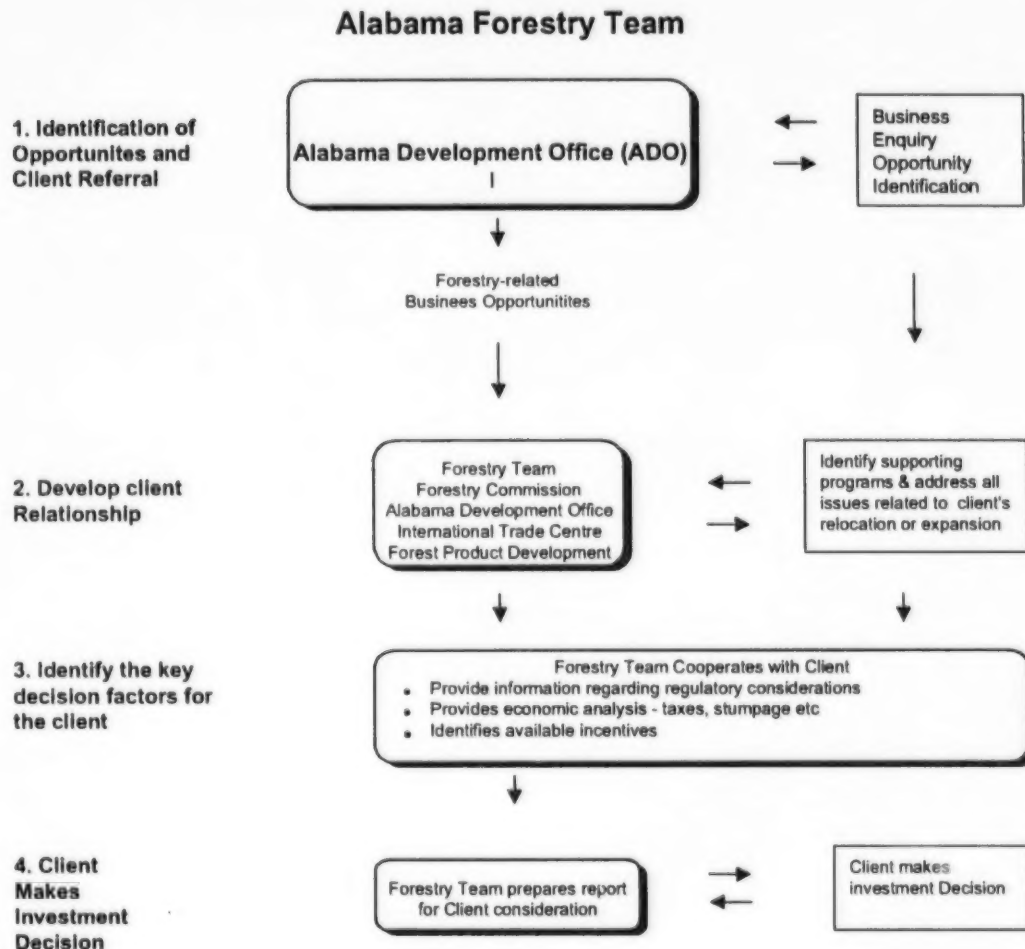 Alabama Forestry Team
1. Identification of
Opportunites and
Client Referral
Alabama Development Office (ADO)
I
Business
Enquiry
Opportunity
Identification
Forestry-related
Businees Opportunitites
2. Develop client
Relationship
Forestry Team
Forestry Commission
Alabama Development Office
International Trade Centre
Forest Product Development
Identify supporting
programs & address all
issues related to client's
relocation or expansion
3. Identify the key
decision factors for
the client
Forestry Team Cooperates with Client
• Provide information regarding regulatory considerations
• Provides economic analysis - taxes, stumpage etc
• Identifies available incentives
4. Client
Makes
Investment
Decision
Forestry Team prepares report
for Client consideration
Client makes
investment Decision